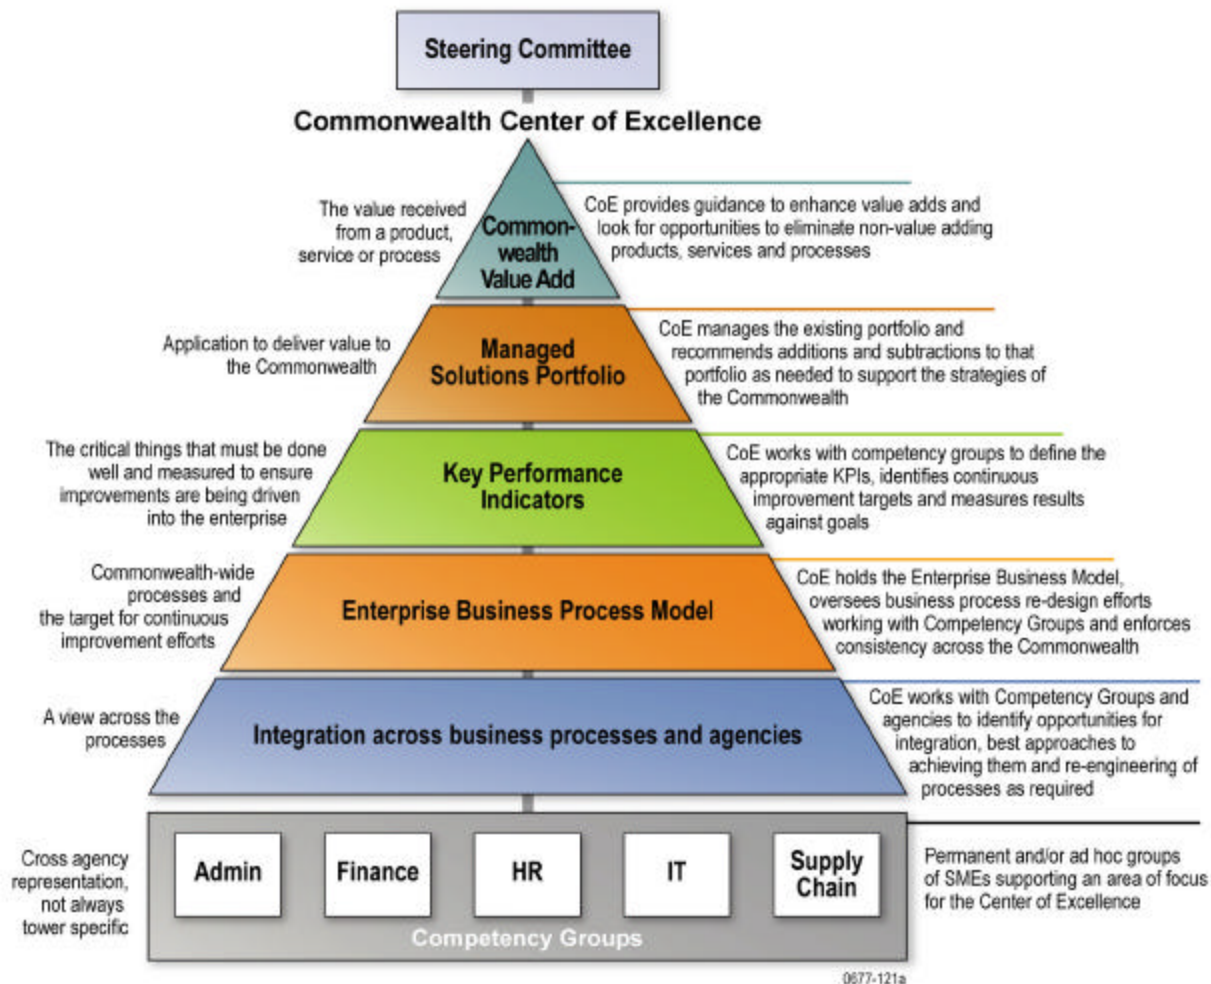 Steering Committee
Commonwealth Center of Excellence
The value received
from a product,
service or process
Common-
wealth
Value Add
CoE provides guidance to enhance value adds and
look for opportunities to eliminate non-value adding
products, services and processes
Application to deliver value to
the Commonwealth
Managed
Solutions Portfolio
CoE manages the existing portfolio and
recommends additions and subtractions to that
portfolio as needed to support the strategies of
the Commonwealth
The critical things that must be done
well and measured to ensure
improvements are being driven
into the enterprise
Key Performance
Indicators
CoE works with competency groups to define the
appropriate KPIs, identifies continuous
improvement targets and measures results
against goals
Commonwealth-wide
processes and
the target for continuous
improvement efforts
Enterprise Business Process Model
CoE holds the Enterprise Business Model,
oversees business process re-design efforts
working with Competency Groups and enforces
consistency across the Commonwealth
A view across the
processes
Integration across business processes and agencies
CoE works with Competency Groups and
agencies to identify opportunities for
integration, best approaches to
achieving them and re-engineering of
processes as required
Cross agency
representation,
not always
tower specific
Admin
Finance
HR
IT
Supply
Chain
Competency Groups
Permanent and/or ad hoc groups
of SMEs supporting an area of focus
for the Center of Excellence
0677-121a